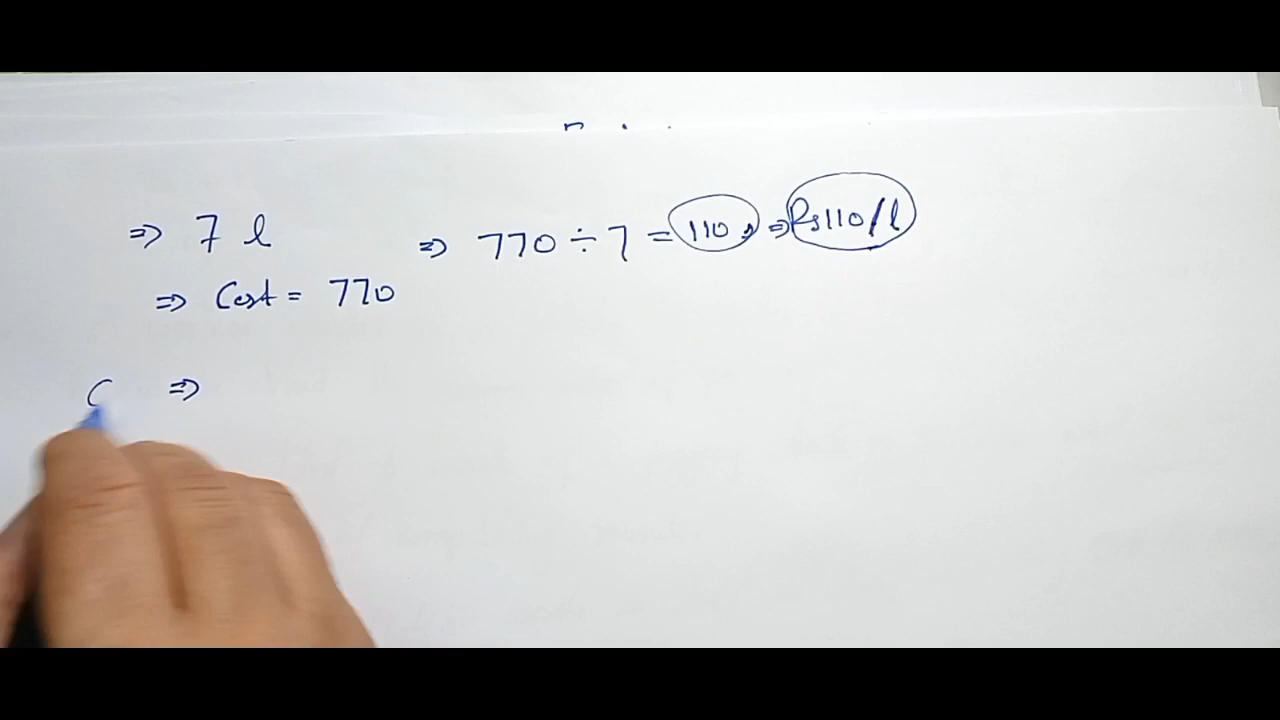 ⇒ 7 l ⇒ 770 ÷ 7 = 110 ⇒ Rs110/l
⇒ Cost = 770
⇒